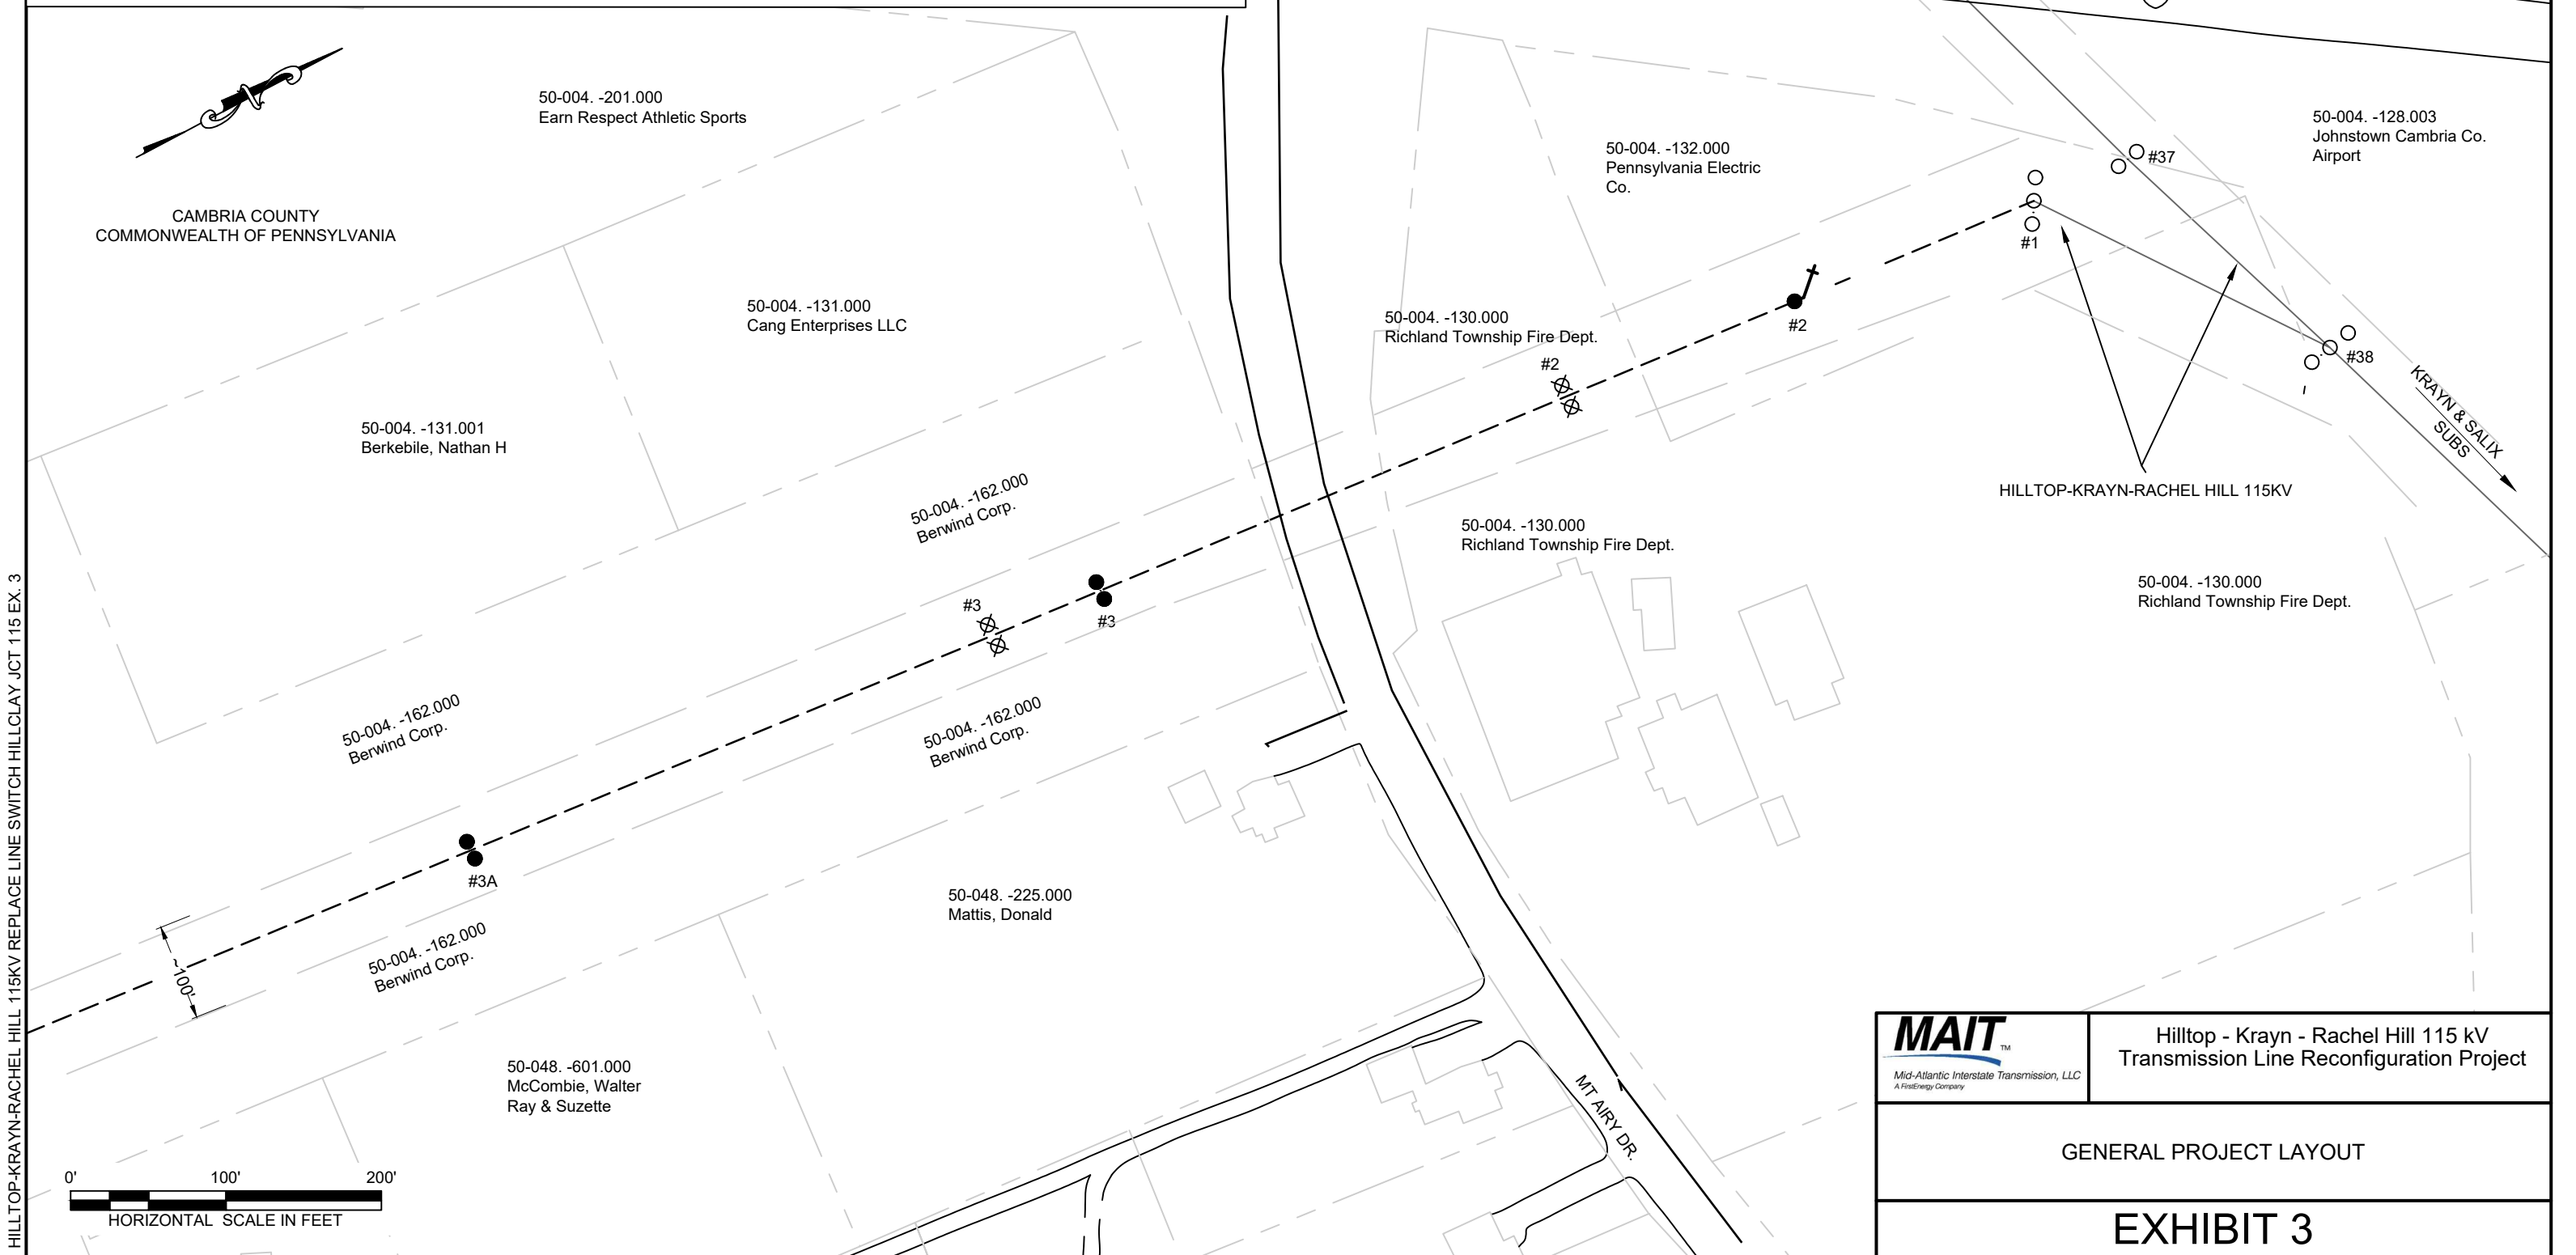 50-004. -201.000
Earn Respect Athletic Sports
CAMBRIA COUNTY
COMMONWEALTH OF PENNSYLVANIA
N
50-004. -131.000
Cang Enterprises LLC
50-004. -131.001
Berkebile, Nathan H
50-004. -132.000
Pennsylvania Electric
Co.
50-004. -128.003
Johnstown Cambria Co.
Airport
#37
#1
#2
50-004. -130.000
Richland Township Fire Dept.
#2
#38
KRAYN & SALIX
SUBS
HILLTOP-KRAYN-RACHEL HILL 115KV
50-004. -162.000
Berwind Corp.
50-004. -130.000
Richland Township Fire Dept.
50-004. -130.000
Richland Township Fire Dept.
#3
#3
50-004. -162.000
Berwind Corp.
50-004. -162.000
Berwind Corp.
#3A
50-004. -162.000
Berwind Corp.
~100'
50-048. -225.000
Mattis, Donald
50-048. -601.000
McCombie, Walter
Ray & Suzette
MT AIRY DR.
0' 100' 200'
HORIZONTAL SCALE IN FEET
HILLTOP-KRAYN-RACHEL HILL 115KV REPLACE LINE SWITCH HILLCLAY JCT 115 EX. 3
MAIT™
Mid-Atlantic Interstate Transmission, LLC
A FirstEnergy Company
Hilltop - Krayn - Rachel Hill 115 kV
Transmission Line Reconfiguration Project
GENERAL PROJECT LAYOUT
EXHIBIT 3